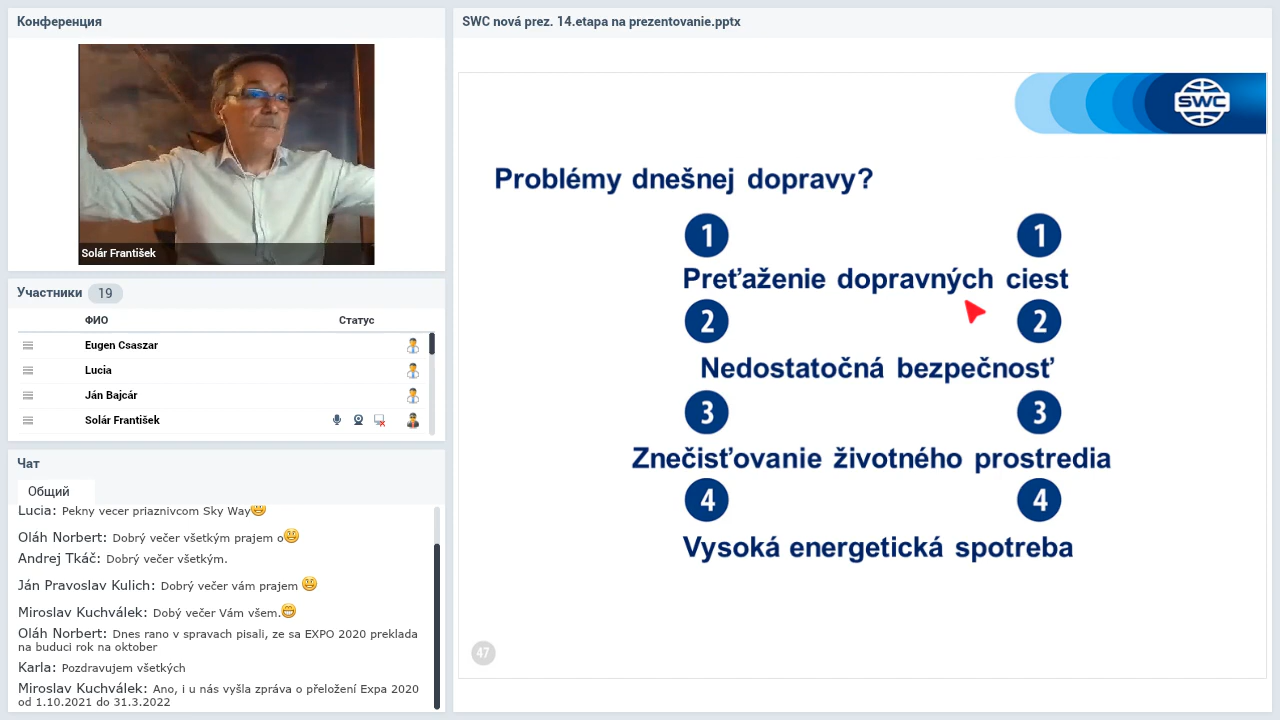 Конференция
Solár František
Участники 19
ФИО Статус
Eugen Csaszar
Lucia
Ján Bajcár
Solár František
Чат
Общий
Lucia: Pekny vecer priaznivcom Sky Way
Oláh Norbert: Dobrý večer všetkým prajem o
Andrej Tkáč: Dobrý večer všetkým.
Ján Pravoslav Kulich: Dobrý večer vám prajem
Miroslav Kuchválek: Dobý večer Vám všem.
Oláh Norbert: Dnes rano v spravach pisali, ze sa EXPO 2020 preklada
na buduci rok na oktober
Karla: Pozdravujem všetkých
Miroslav Kuchválek: Ano, i u nás vyšla zpráva o přeložení Expa 2020
od 1.10.2021 do 31.3.2022
SWC nová prez. 14.etapa na prezentovanie.pptx
SWC
Problémy dnešnej dopravy?
1 1
Preťaženie dopravných ciest
2 2
Nedostatočná bezpečnosť
3 3
Znečisťovanie životného prostredia
4 4
Vysoká energetická spotreba
47